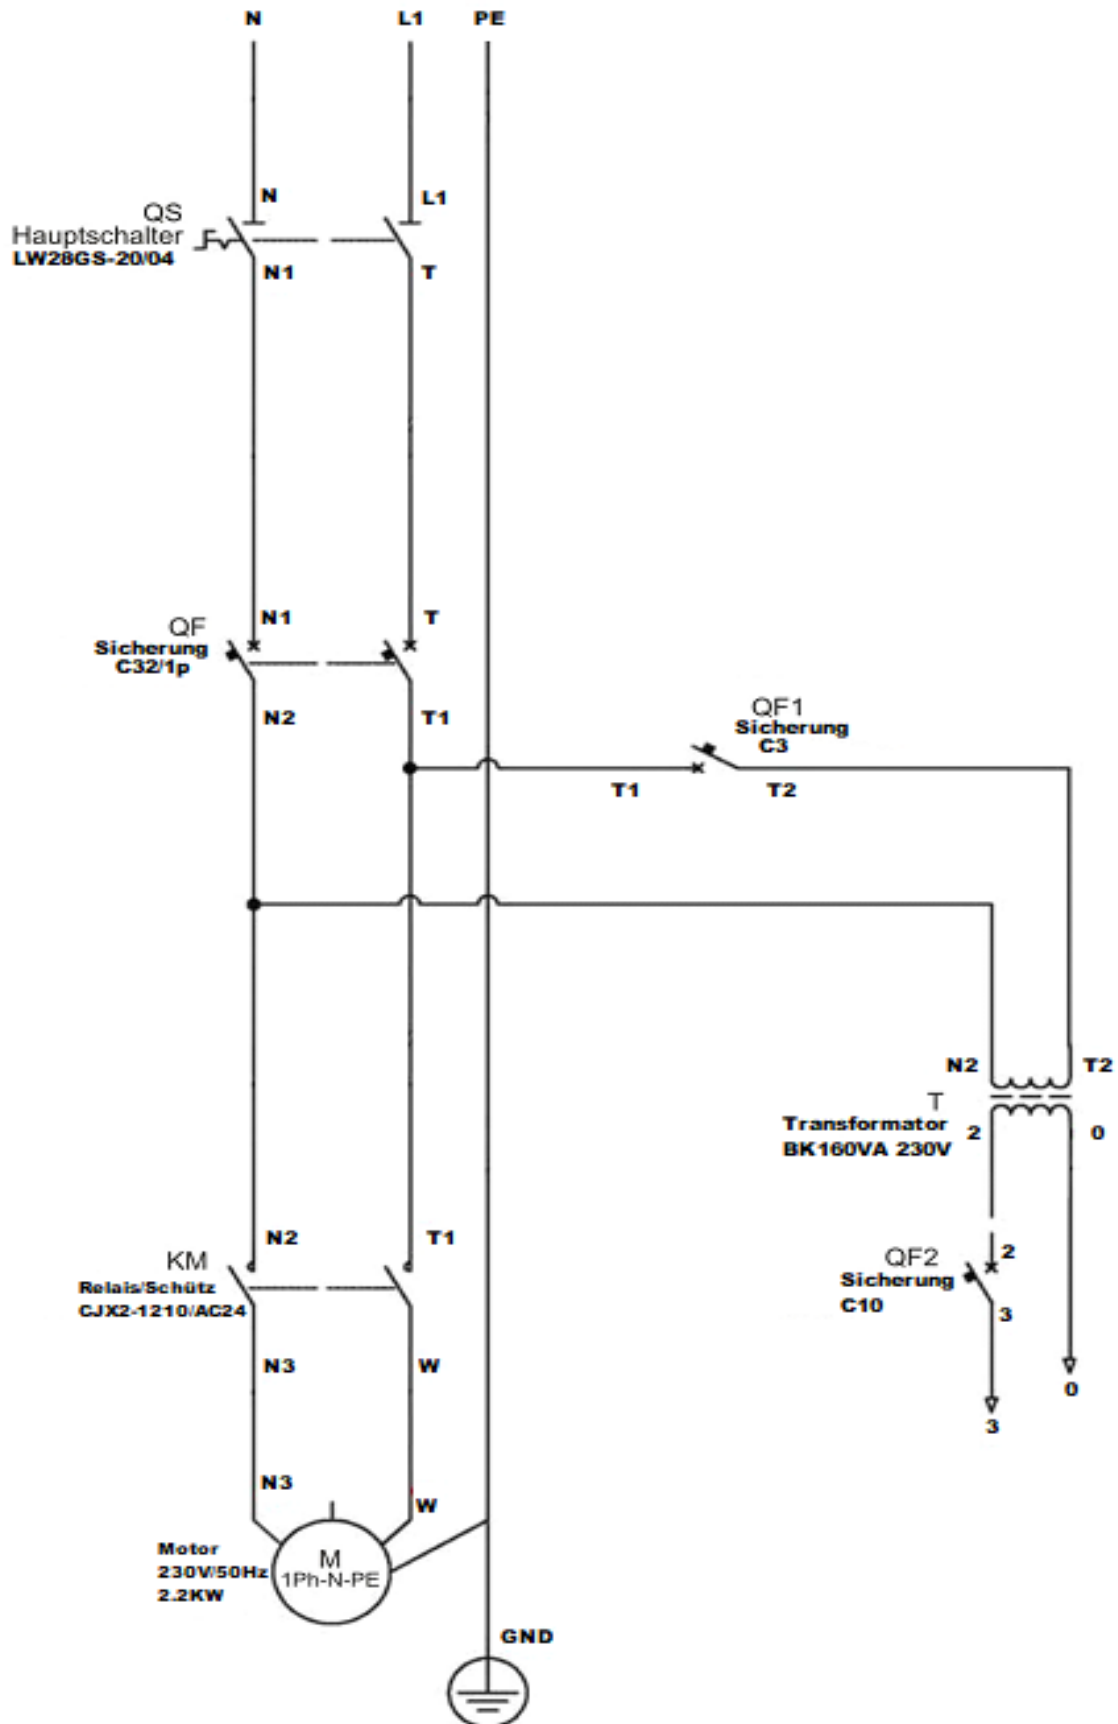 N L1 PE
N L1
QS
Hauptschalter
LW28GS-20/04
N1 T
N1 T
QF
Sicherung
C32/1p
N2 T1
QF1
Sicherung
C3
T1 T2
N2 T2
T
Transformator
BK160VA 230V
2 0
N2 T1
KM
Relais/Schütz
CJX2-1210/AC24
QF2
Sicherung
C10
2
3
N3 W
0
3
N3 W
Motor
230V/50Hz
2.2KW
M
1Ph-N-PE
GND